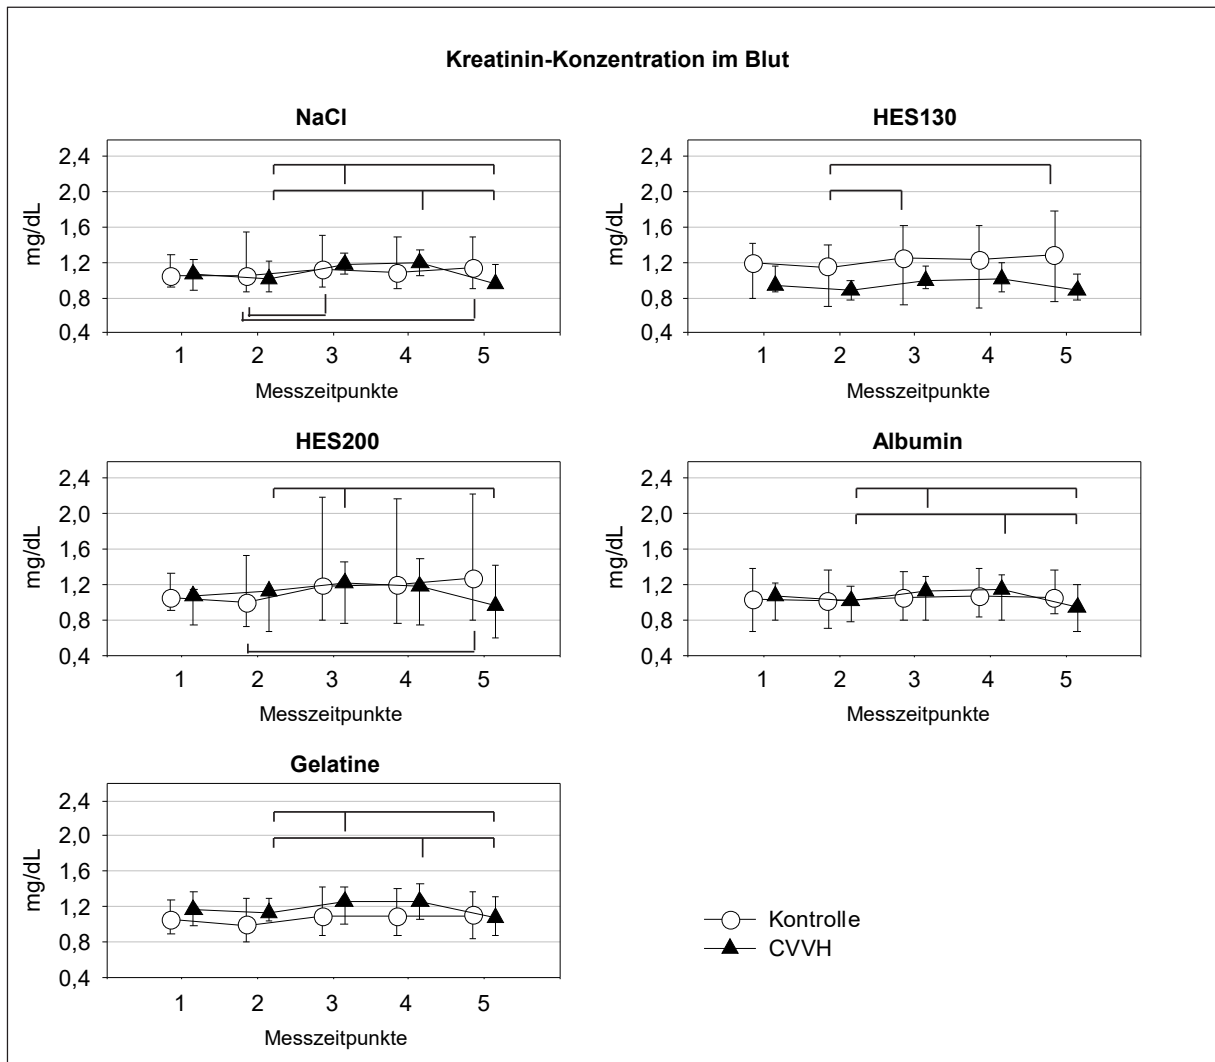 Kreatinin-Konzentration im Blut
NaCl
mg/dL
2,4
2,0
1,6
1,2
0,8
0,4
1 2 3 4 5
Messzeitpunkte
HES130
mg/dL
2,4
2,0
1,6
1,2
0,8
0,4
1 2 3 4 5
Messzeitpunkte
HES200
mg/dL
2,4
2,0
1,6
1,2
0,8
0,4
1 2 3 4 5
Messzeitpunkte
Albumin
mg/dL
2,4
2,0
1,6
1,2
0,8
0,4
1 2 3 4 5
Messzeitpunkte
Gelatine
mg/dL
2,4
2,0
1,6
1,2
0,8
0,4
1 2 3 4 5
Messzeitpunkte
Kontrolle
CVVH